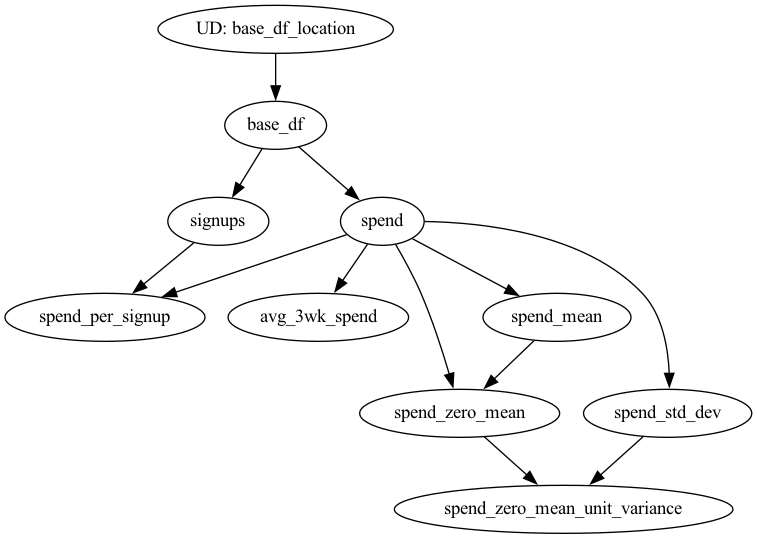 UD: base_df_location
base_df
signups
spend
spend_per_signup
avg_3wk_spend
spend_mean
spend_zero_mean
spend_std_dev
spend_zero_mean_unit_variance